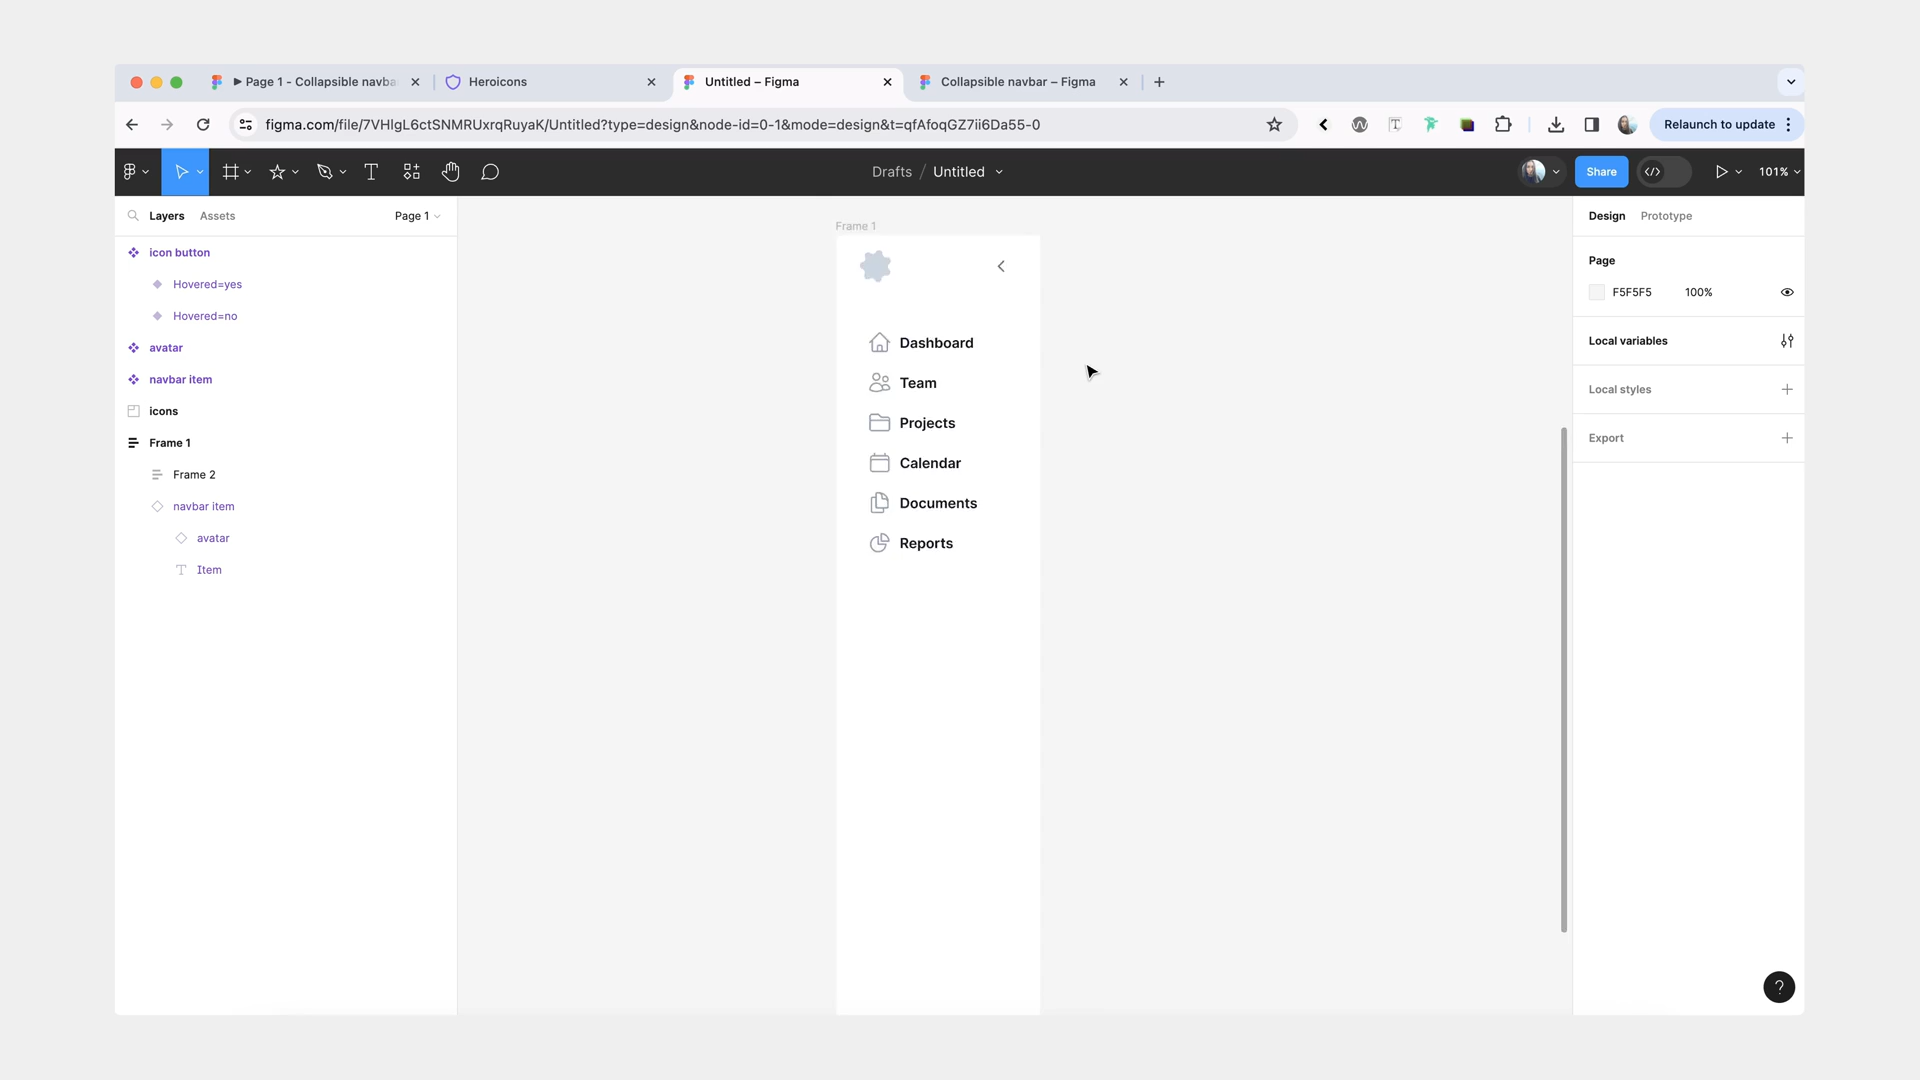 Page 1 - Collapsible navba
Heroicons
Untitled – Figma
Collapsible navbar – Figma
figma.com/file/7VHlgL6ctSNMRUxrqRuyaK/Untitled?type=design&node-id=0-1&mode=design&t=qfAfoqGZ7ii6Da55-0
Relaunch to update
Drafts / Untitled
Share
101%
Layers
Assets
Page 1
Design
Prototype
icon button
Hovered=yes
Hovered=no
avatar
navbar item
icons
Frame 1
Frame 2
navbar item
avatar
Item
Frame 1
Dashboard
Team
Projects
Calendar
Documents
Reports
Page
F5F5F5
100%
Local variables
Local styles
Export
?